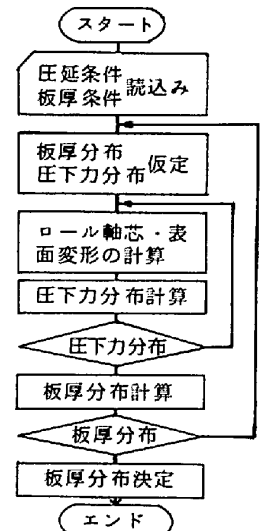 スタート
圧延条件
板厚条件 読込み
板厚分布
圧下力分布 仮定
ロール軸芯・表
面変形の計算
圧下力分布計算
圧下力分布
板厚分布計算
板厚分布
板厚分布決定
エンド